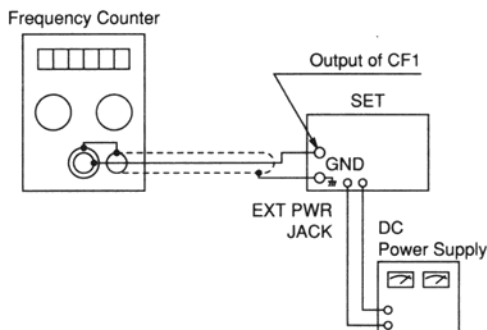 Frequency Counter
Output of CF1
SET
GND
EXT PWR
JACK
DC
Power Supply